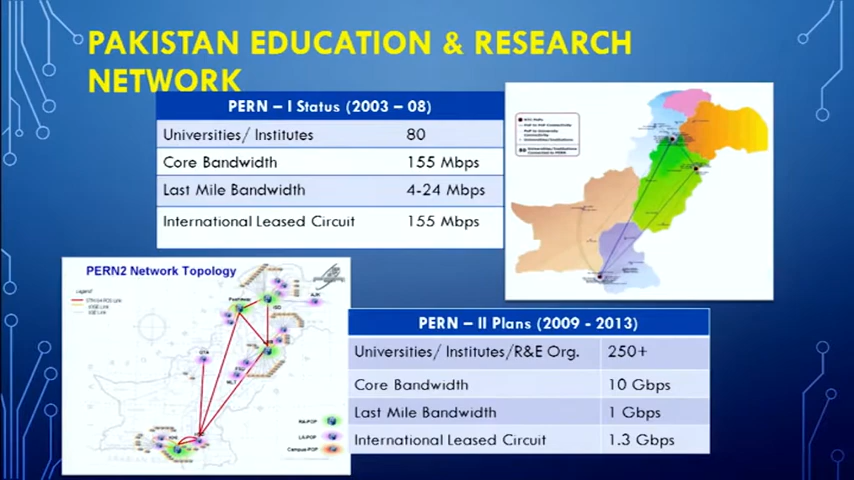 PAKISTAN EDUCATION & RESEARCH
NETWORK
PERN – I Status (2003 – 08)
Universities/ Institutes 80
Core Bandwidth 155 Mbps
Last Mile Bandwidth 4-24 Mbps
International Leased Circuit 155 Mbps
PERN2 Network Topology
PERN – II Plans (2009 - 2013)
Universities/ Institutes/R&E Org. 250+
Core Bandwidth 10 Gbps
Last Mile Bandwidth 1 Gbps
International Leased Circuit 1.3 Gbps
Campus-POP